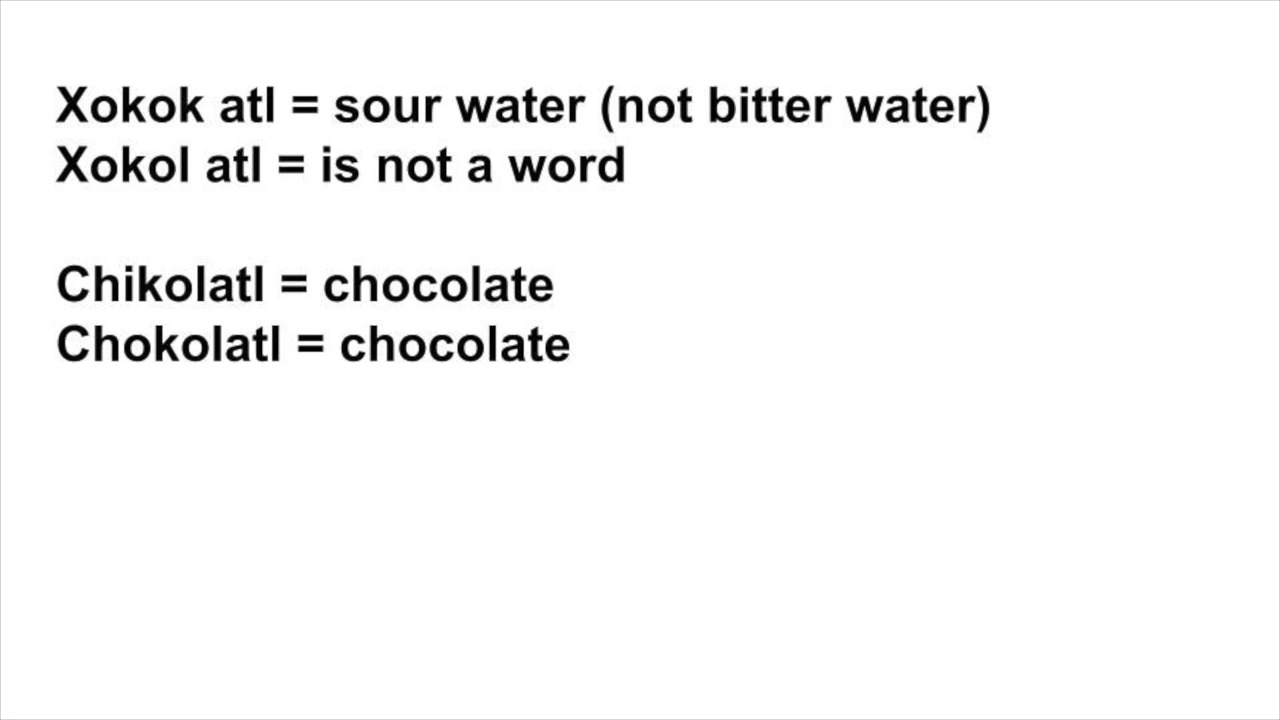 Xokok atl = sour water (not bitter water)
Xokol atl = is not a word
Chikolatl = chocolate
Chokolatl = chocolate